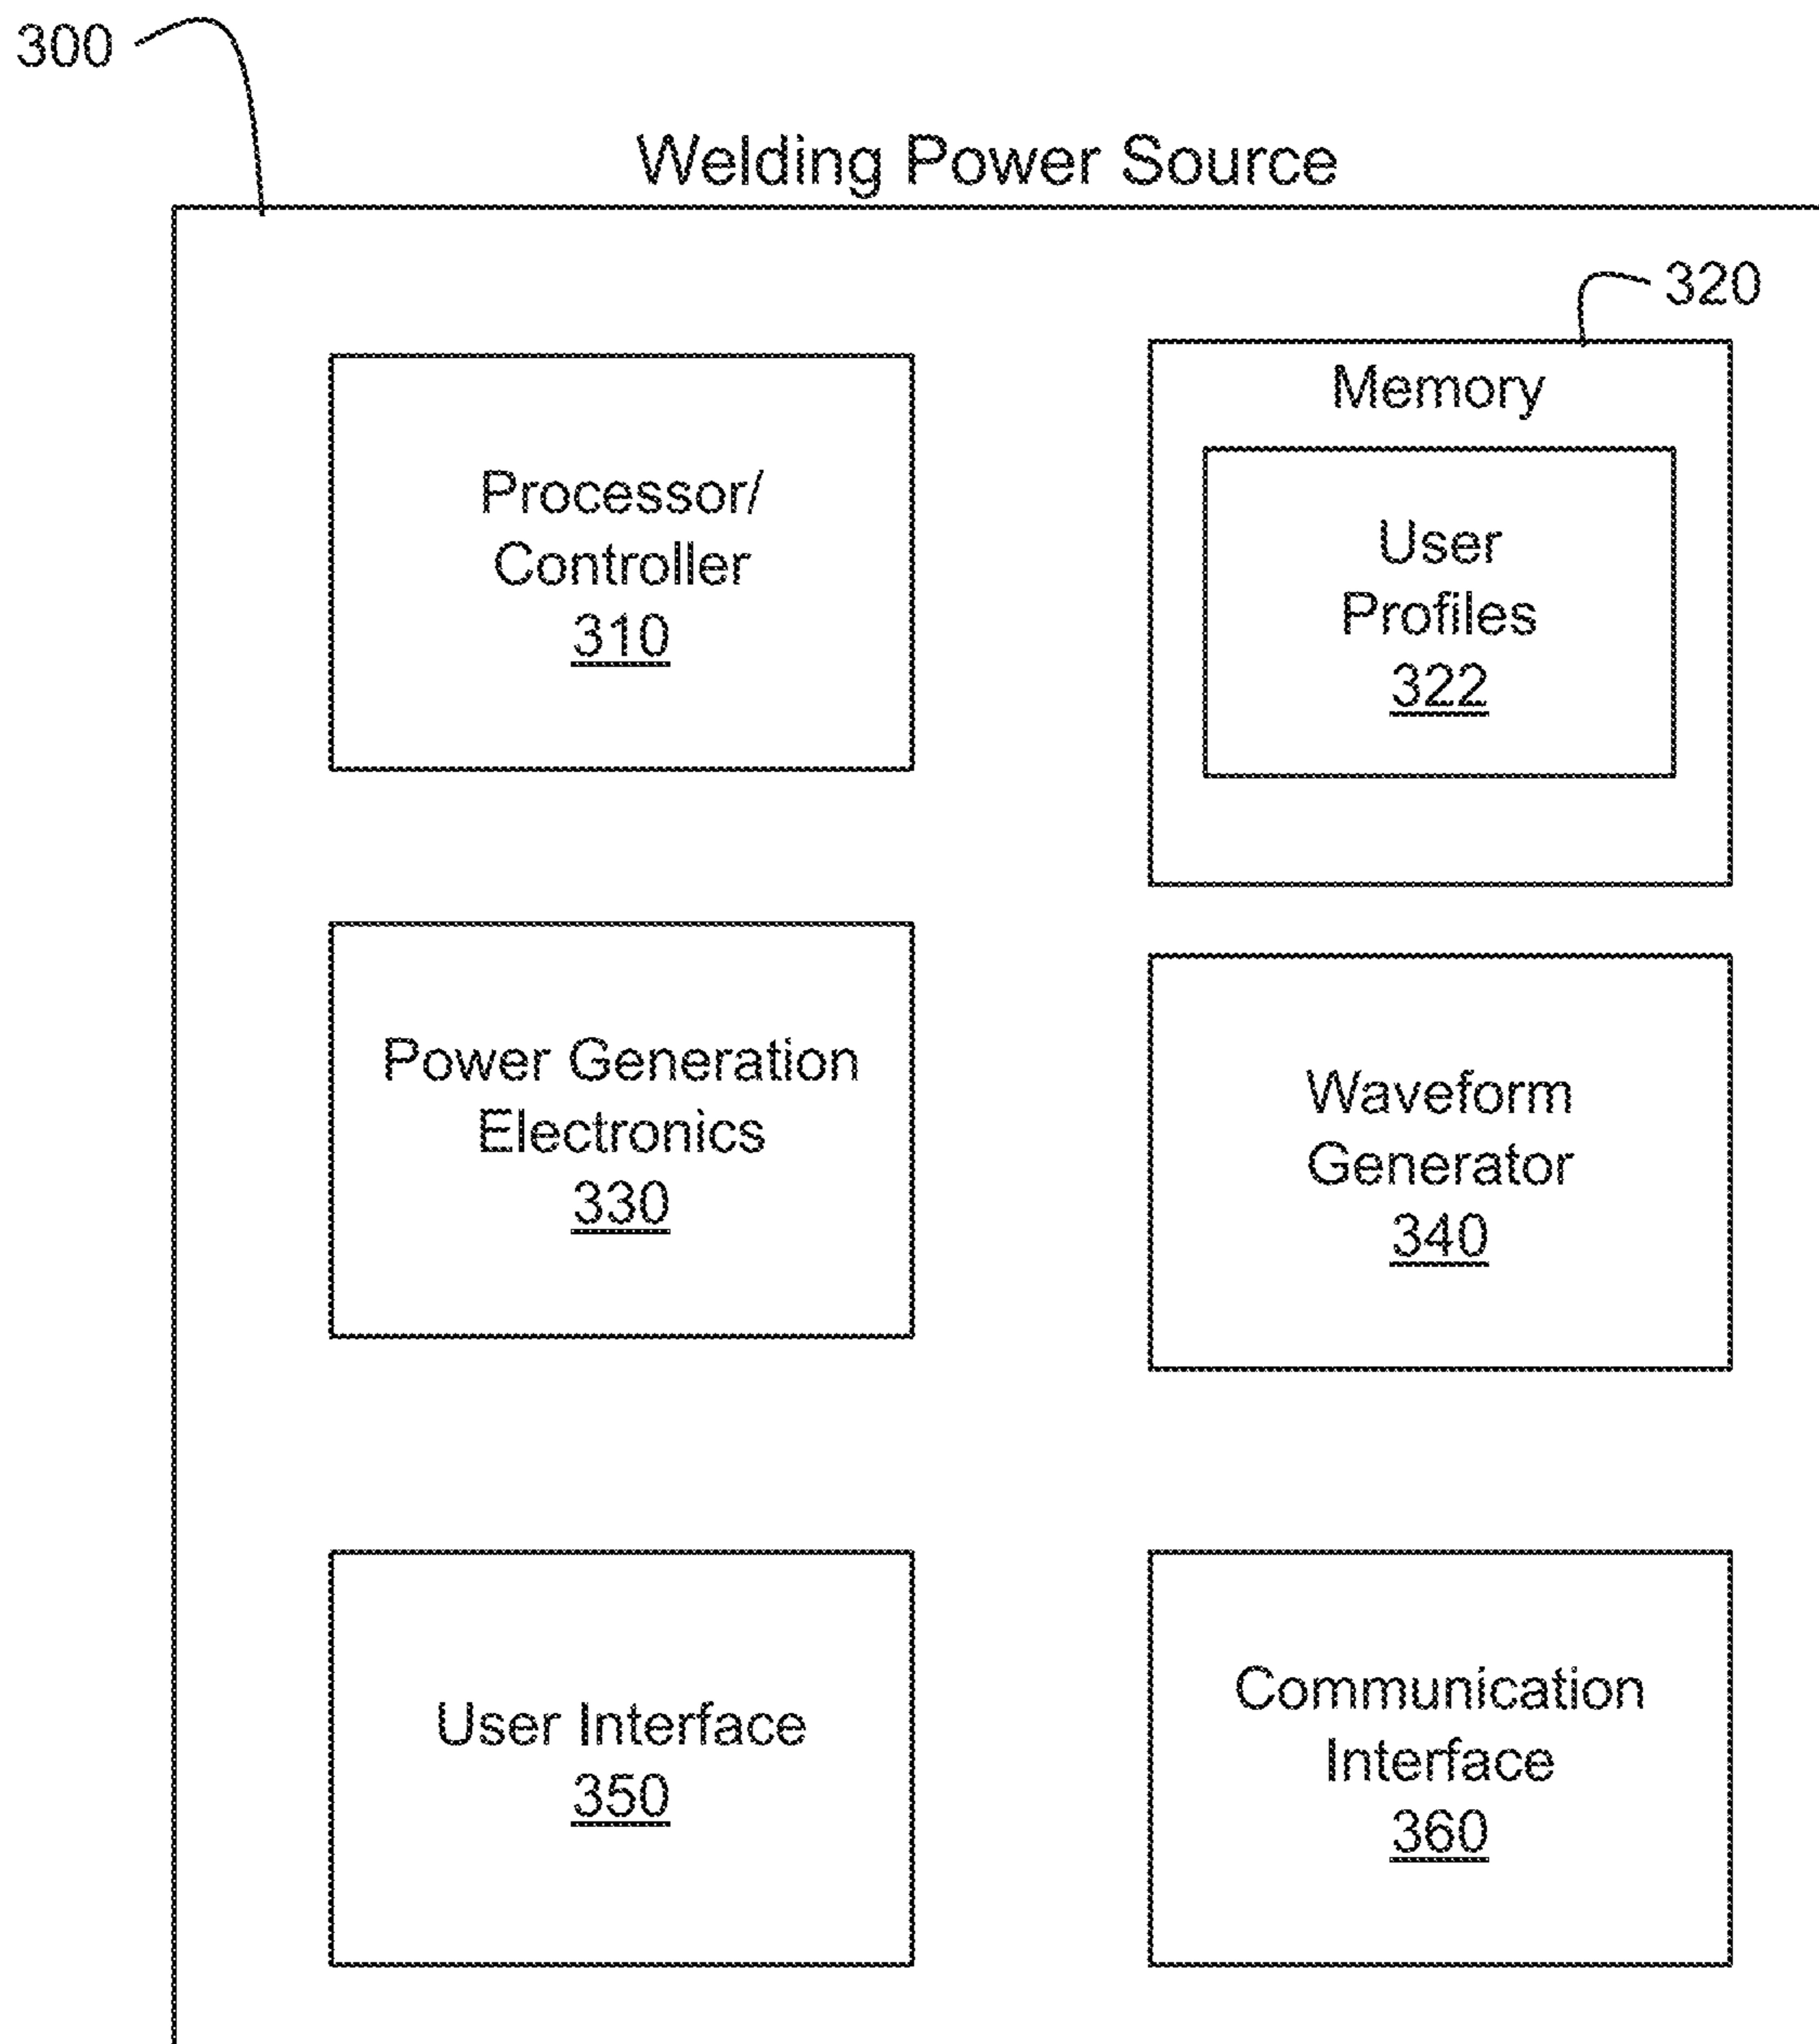 300
Welding Power Source
320
Processor/
Controller
310
Memory
User
Profiles
322
Power Generation
Electronics
330
Waveform
Generator
340
User Interface
350
Communication
Interface
360